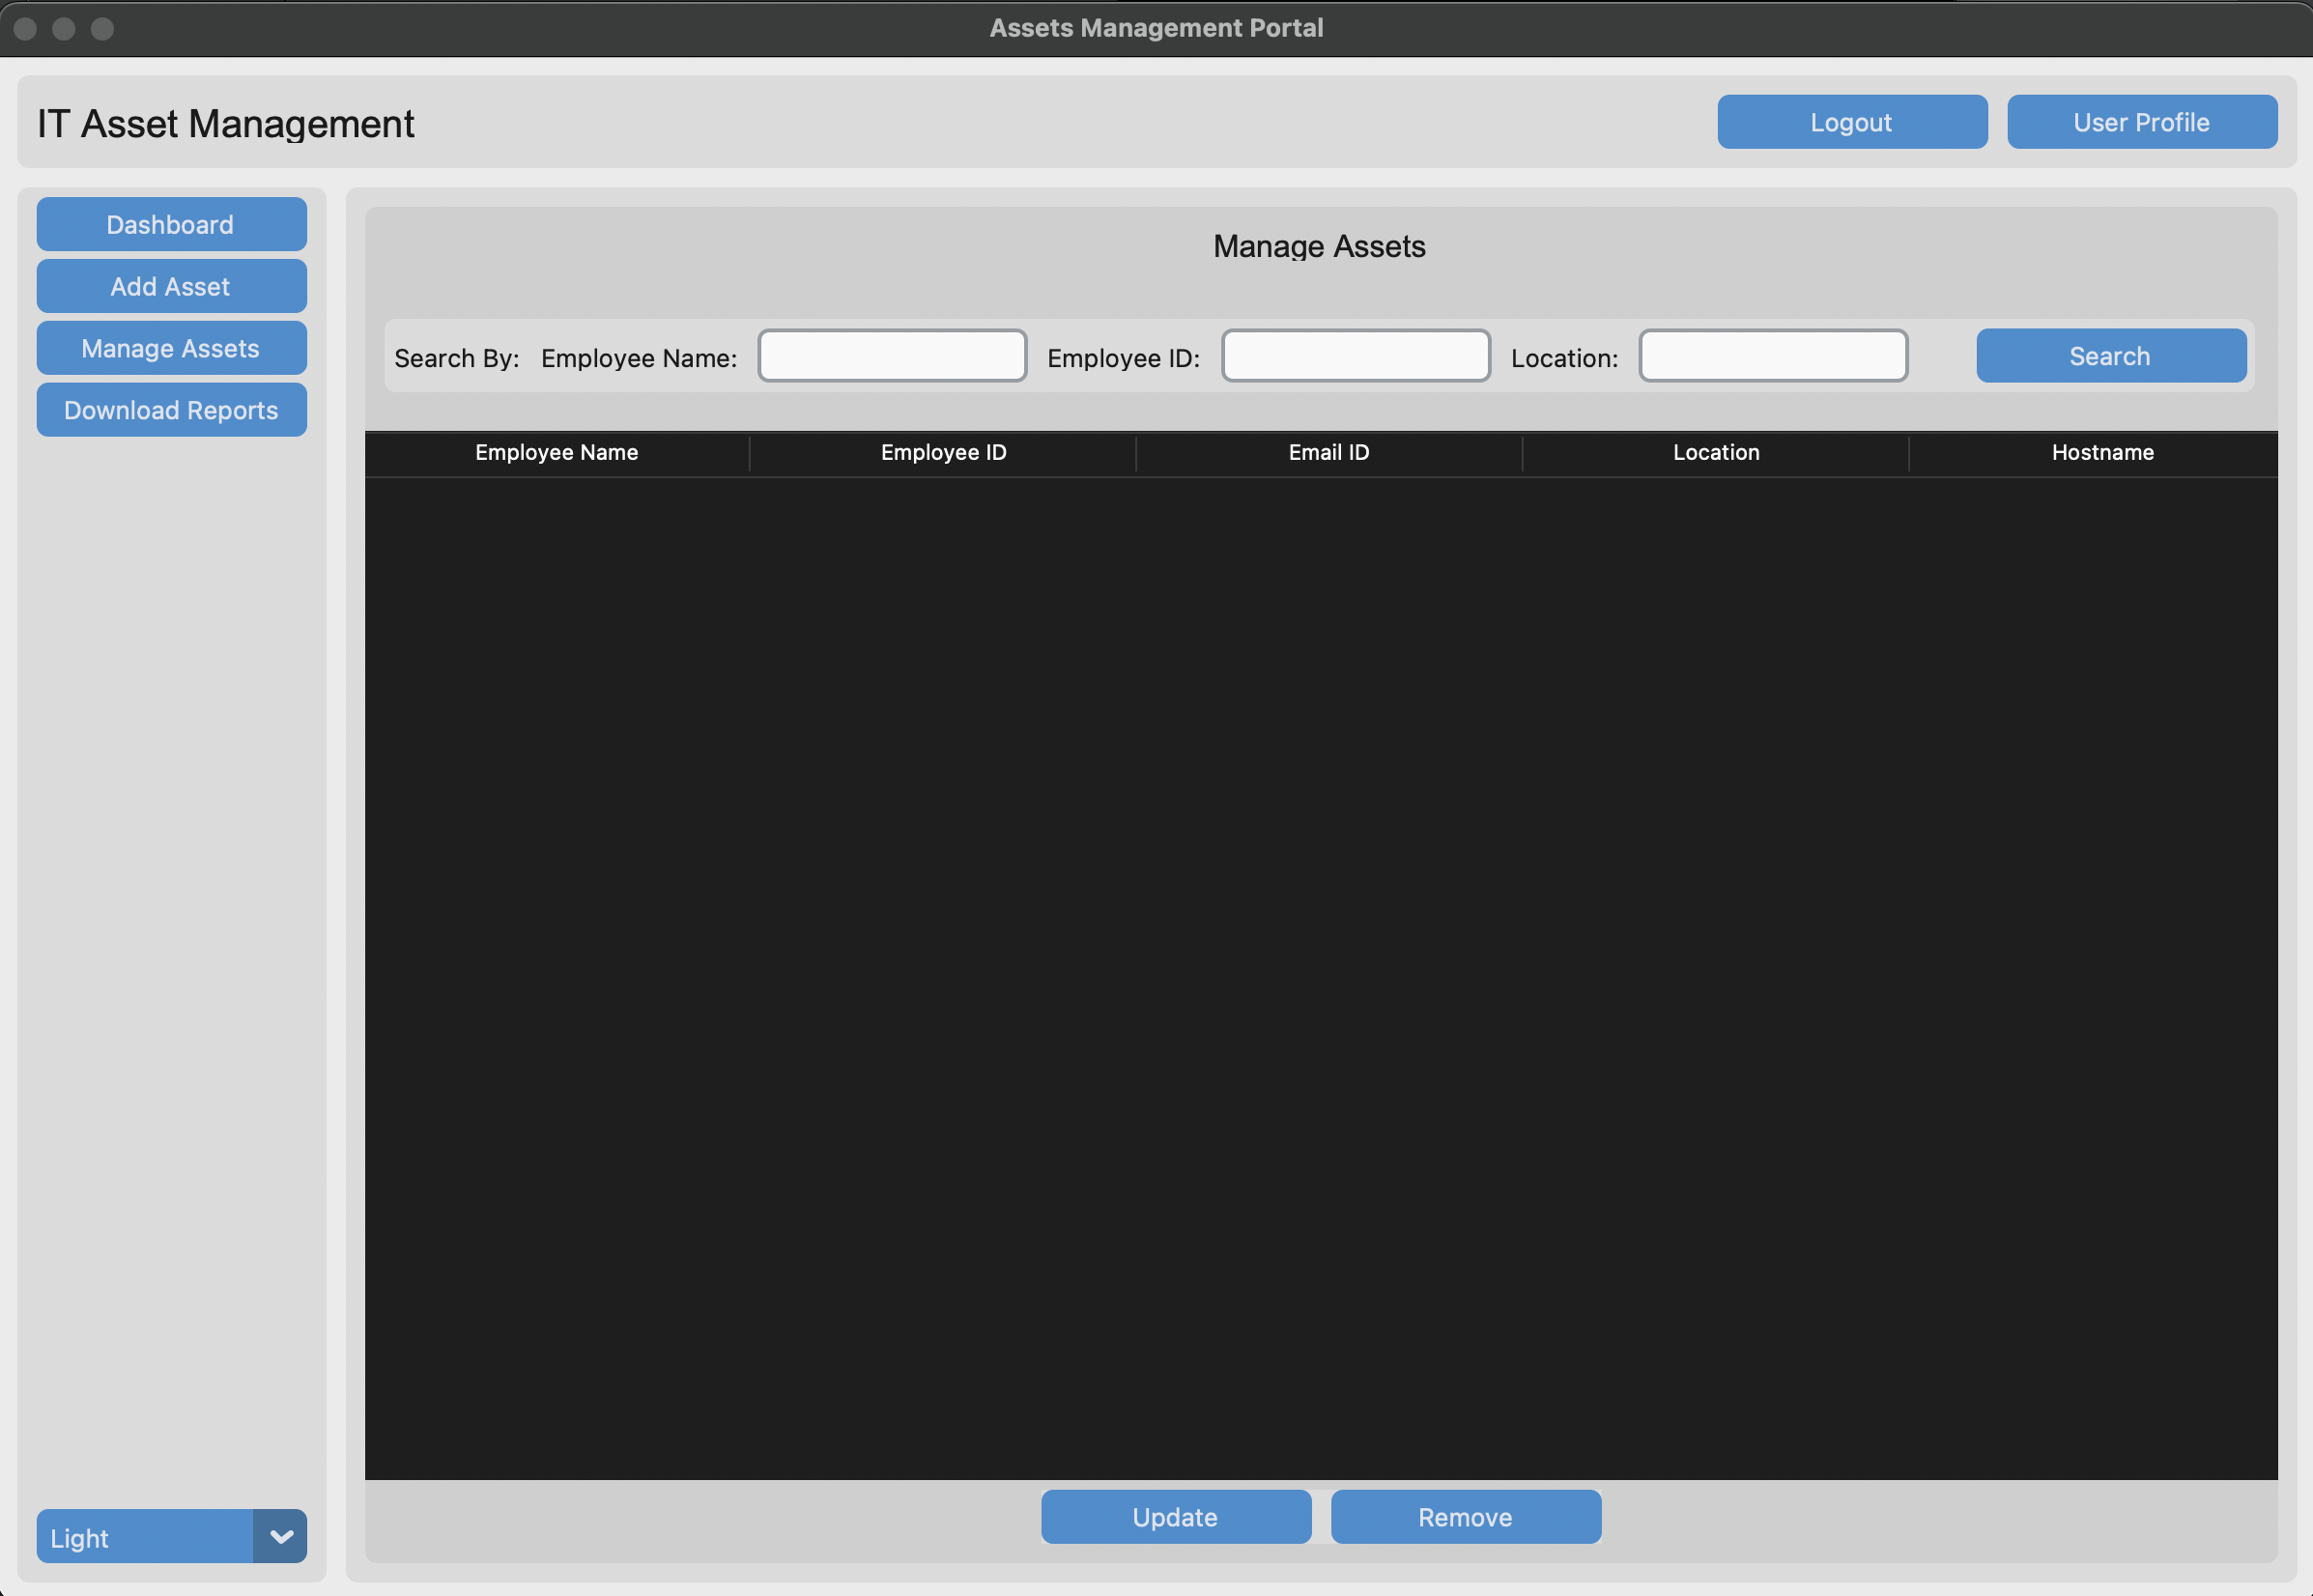 Assets Management Portal
IT Asset Management
Logout
User Profile
Dashboard
Add Asset
Manage Assets
Download Reports
Light
Manage Assets
Search By: Employee Name: Employee ID: Location: Search
Employee Name Employee ID Email ID Location Hostname
Update Remove